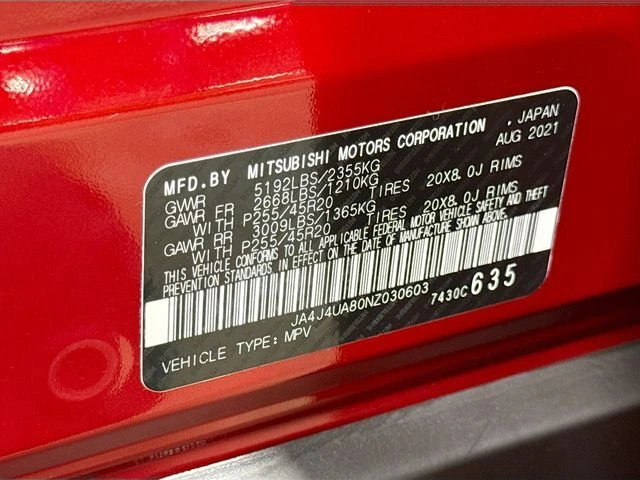 MFD.BY MITSUBISHI MOTORS CORPORATION, JAPAN
AUG 2021
GVWR 5192LBS/2355KG
GAWR FR 2668LBS/1210KG
WITH P255/45R20 TIRES 20X8.0J RIMS
GAWR RR 3009LBS/1365KG
WITH P255/45R20 TIRES 20X8.0J RIMS
THIS VEHICLE CONFORMS TO ALL APPLICABLE FEDERAL MOTOR VEHICLE SAFETY AND THEFT
PREVENTION STANDARDS IN EFFECT ON THE DATE OF MANUFACTURE SHOWN ABOVE.
JA4J4UA80NZ030603 7430C 635
VEHICLE TYPE: MPV